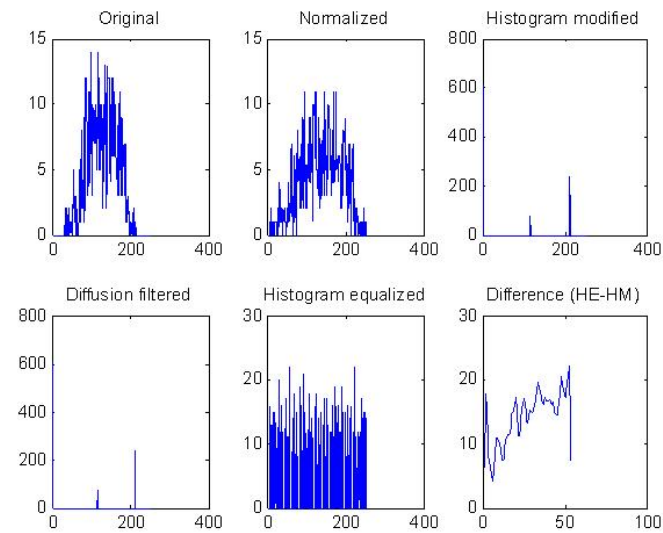 Original
15
10
5
0
0 200 400
Normalized
15
10
5
0
0 200 400
Histogram modified
800
600
400
200
0
0 200 400
Diffusion filtered
800
600
400
200
0
0 200 400
Histogram equalized
30
20
10
0
0 200 400
Difference (HE-HM)
30
20
10
0
0 50 100